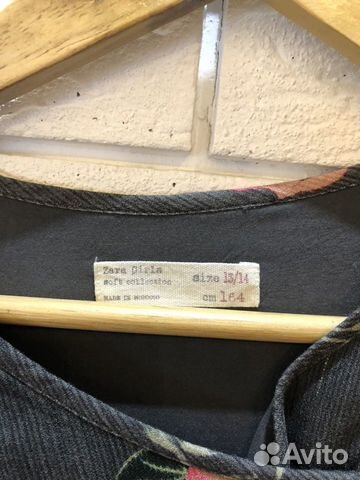 Zara Girls
soft collection
MADE IN MOROCCO
size 13/14
cm 164
Avito